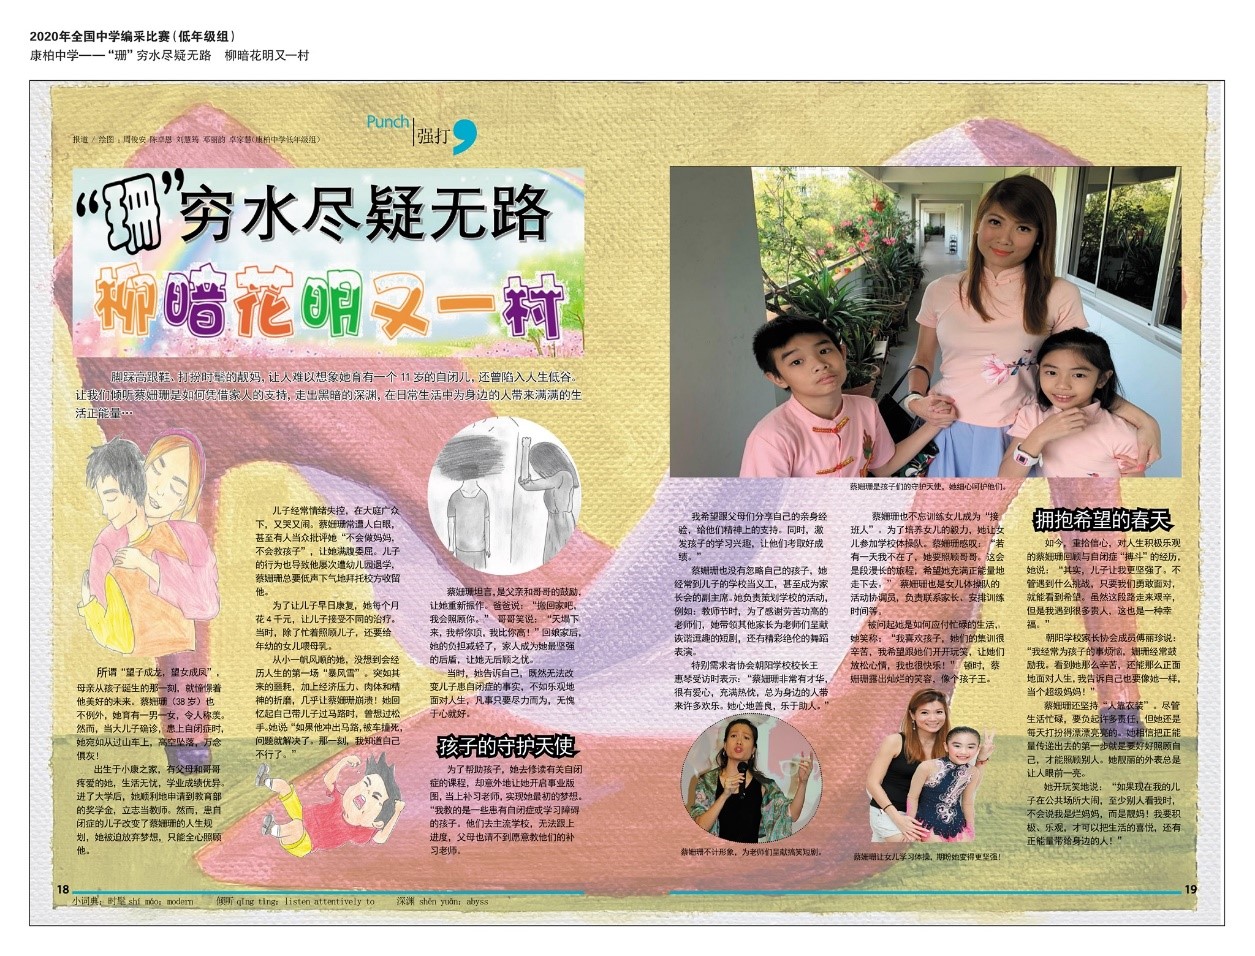 2020年全国中学编采比赛（低年级组）
康柏中学——“珊”穷水尽疑无路　柳暗花明又一村
Punch
强打
报道 / 绘图：周俊安 陈卓恩 刘慧琦 邓丽韵 卓家慧（康柏中学低年级组）
“珊”穷水尽疑无路
柳暗花明又一村
脚踩高跟鞋，打扮时髦的靓妈，让人难以想象她育有一个 11 岁的自闭儿，还曾陷入人生低谷。
让我们倾听蔡姗珊是如何凭借家人的支持，走出黑暗的深渊，在日常生活中为身边的人带来满满的生
活正能量…
所谓“望子成龙，望女成凤”，
母亲从孩子诞生的那一刻，就憧憬着
他美好的未来。蔡姗珊（38 岁）也
不例外，她育有一男一女，令人称羡。
然而，当大儿子确诊，患上自闭症时，
她宛如从过山车上，高空坠落，万念
俱灰！
出生于小康之家，有父母和哥哥
疼爱的她，生活无忧，学业成绩优异。
进了大学后，她顺利地申请到教育部
的奖学金，立志当教师。然而，患自
闭症的儿子改变了蔡姗珊的人生规
划，她被迫放弃梦想，只能全心照顾
他。
儿子经常情绪失控，在大庭广众
下，又哭又闹。蔡姗珊常遭人白眼，
甚至有人当众批评她“不会做妈妈，
不会教孩子”，让她满腹委屈。儿子
的行为也导致他屡次遭幼儿园退学，
蔡姗珊总要低声下气地拜托校方收留
他。
为了让儿子早日康复，她每个月
花 4 千元，让儿子接受不同的治疗。
当时，除了忙着照顾儿子，还要给
年幼的女儿喂母乳。
从小一帆风顺的她，没想到会经
历人生的第一场“暴风雪”。突如其
来的噩耗，加上经济压力、肉体和精
神的折磨，几乎让蔡姗珊崩溃！她回
忆起自己带儿子过马路时，曾想过松
手。她说：“如果他冲出马路，被车撞死，
问题就解决了。那一刻，我知道自己
不行了。”
蔡姗珊坦言，是父亲和哥哥的鼓励，
让她重新振作。爸爸说：“搬回家吧，
我会照顾你。”哥哥笑说：“天塌下
来，我帮你顶，我比你高！”回娘家后，
她的负担减轻了，家人成为她最坚强
的后盾，让她无后顾之忧。
当时，她告诉自己，既然无法改
变儿子患自闭症的事实，不如乐观地
面对人生，凡事只要尽力而为，无愧
于心就好。
孩子的守护天使
为了帮助孩子，她去修读有关自闭
症的课程，却意外地让她开启事业版
图，当上补习老师，实现她最初的梦想。
“我教的是一些患有自闭症或学习障碍
的孩子。他们去主流学校，无法跟上
进度，父母也请不到愿意教他们的补
习老师。
蔡姗珊是孩子们的守护天使，她细心呵护他们。
我希望跟父母们分享自己的亲身经
验，给他们精神上的支持。同时，激
发孩子的学习兴趣，让他们考取好成
绩。”
蔡姗珊也没有忽略自己的孩子，她
经常到儿子的学校当义工，甚至成为家
长会的副主席。她负责策划学校的活动，
例如：教师节时，为了感谢劳苦功高的
老师们，她带领其他家长为老师们呈献
诙谐逗趣的短剧，还有精彩绝伦的舞蹈
表演。
特别需求者协会朝阳学校校长王
惠琴受访时表示：“蔡姗珊非常有才华，
很有爱心，充满热忱，总为身边的人带
来许多欢乐。她心地善良，乐于助人。”
蔡姗珊不计形象，为老师们呈献搞笑短剧。
蔡姗珊也不忘训练女儿成为“接
班人”。为了培养女儿的毅力，她让女
儿参加学校体操队。蔡姗珊感叹：“若
有一天我不在了，她要照顾哥哥。这会
是段漫长的旅程，希望她充满正能量地
走下去。”蔡姗珊也是女儿体操队的
活动协调员，负责联系家长、安排训练
时间等。
被问起她是如何应付忙碌的生活，
她笑称：“我喜欢孩子，她们的集训很
辛苦，我希望跟她们开开玩笑，让她们
放松心情，我也很快乐！”顿时，蔡
姗珊露出灿烂的笑容，像个孩子王。
蔡姗珊让女儿学习体操，期盼她变得更坚强！
拥抱希望的春天
如今，重拾信心，对人生积极乐观
的蔡姗珊回顾与自闭症“搏斗”的经历，
她说：“其实，儿子让我更坚强了。不
管遇到什么挑战，只要我们勇敢面对，
就能看到希望。虽然这段路走来艰辛，
但是我遇到很多贵人，这也是一种幸
福。”
朝阳学校家长协会成员傅丽珍说：
“我经常为孩子的事烦恼，姗珊经常鼓
励我。看到她那么辛苦，还能那么正面
地面对人生，我告诉自己也要像她一样，
当个超级妈妈！”
蔡姗珊还坚持“人靠衣装”。尽管
生活忙碌，要负起许多责任，但她还是
每天打扮得漂漂亮亮的。她相信把正能
量传递出去的第一步就是要好好照顾自
己，才能照顾别人。她靓丽的外表总是
让人眼前一亮。
她开玩笑地说：“如果现在我的儿
子在公共场所大闹，至少别人看我时，
不会说我是烂妈妈，而是靓妈！我要积
极、乐观，才可以把生活的喜悦，还有
正能量带给身边的人！”
18
19
小词典：时髦 shí máo：modern　倾听 qīng tīng：listen attentively to　深渊 shēn yuān：abyss